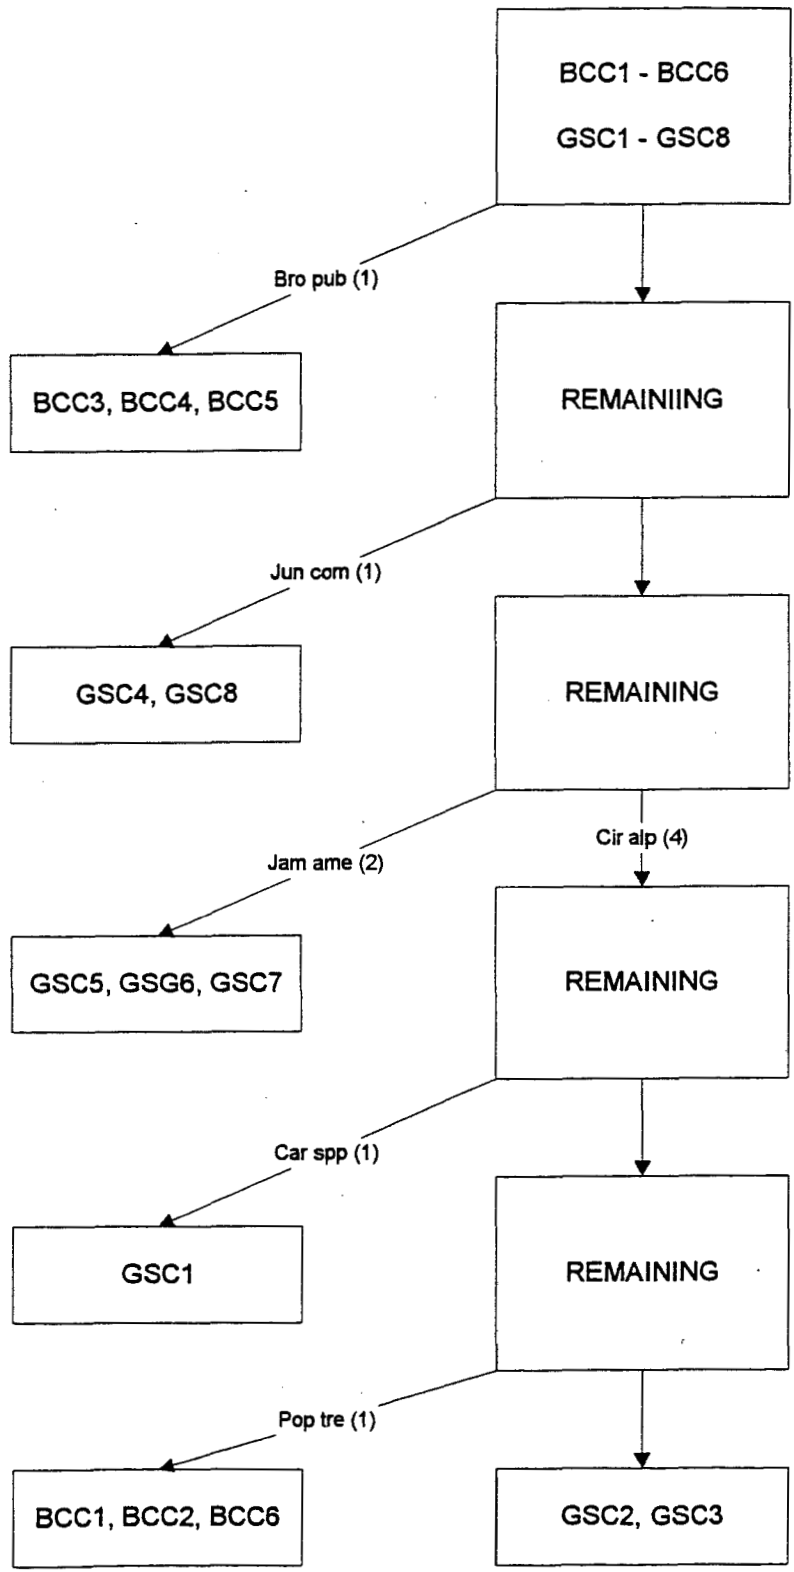 BCC1 - BCC6
GSC1 - GSC8
Bro pub (1)
BCC3, BCC4, BCC5
REMAINIING
Jun com (1)
GSC4, GSC8
REMAINING
Jam ame (2)
Cir alp (4)
GSC5, GSG6, GSC7
REMAINING
Car spp (1)
GSC1
REMAINING
Pop tre (1)
BCC1, BCC2, BCC6
GSC2, GSC3